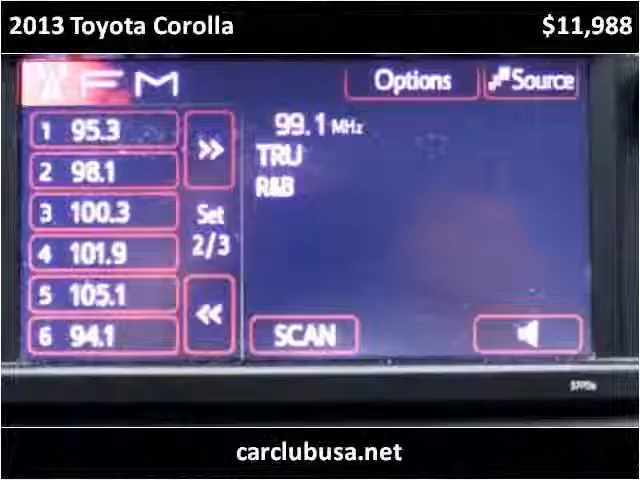 2013 Toyota Corolla $11,988
FM Options Source
1 95.3
2 98.1
3 100.3
4 101.9
5 105.1
6 94.1
Set
2/3
99.1 MHz
TRU
R&B
SCAN
carclubusa.net